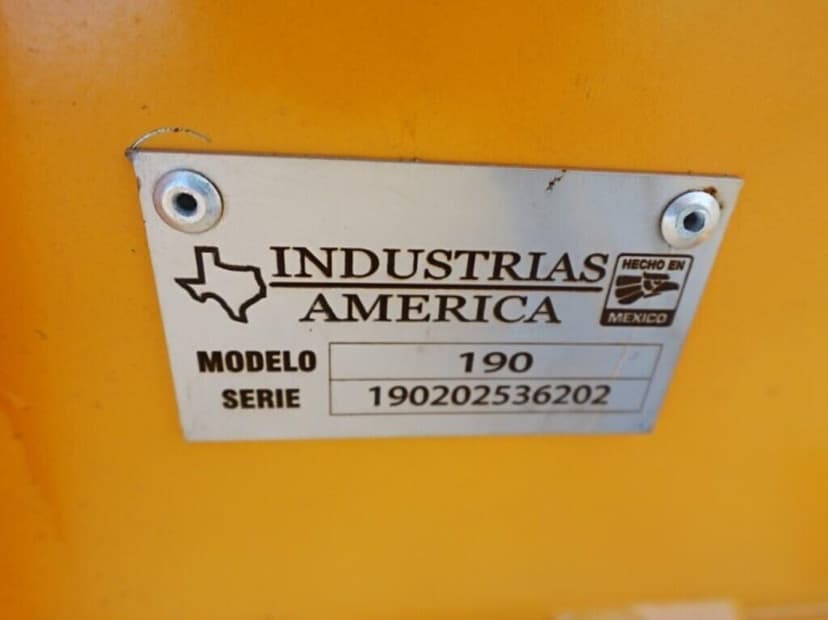 INDUSTRIAS
AMERICA
HECHO EN
MEXICO
MODELO 190
SERIE 190202536202